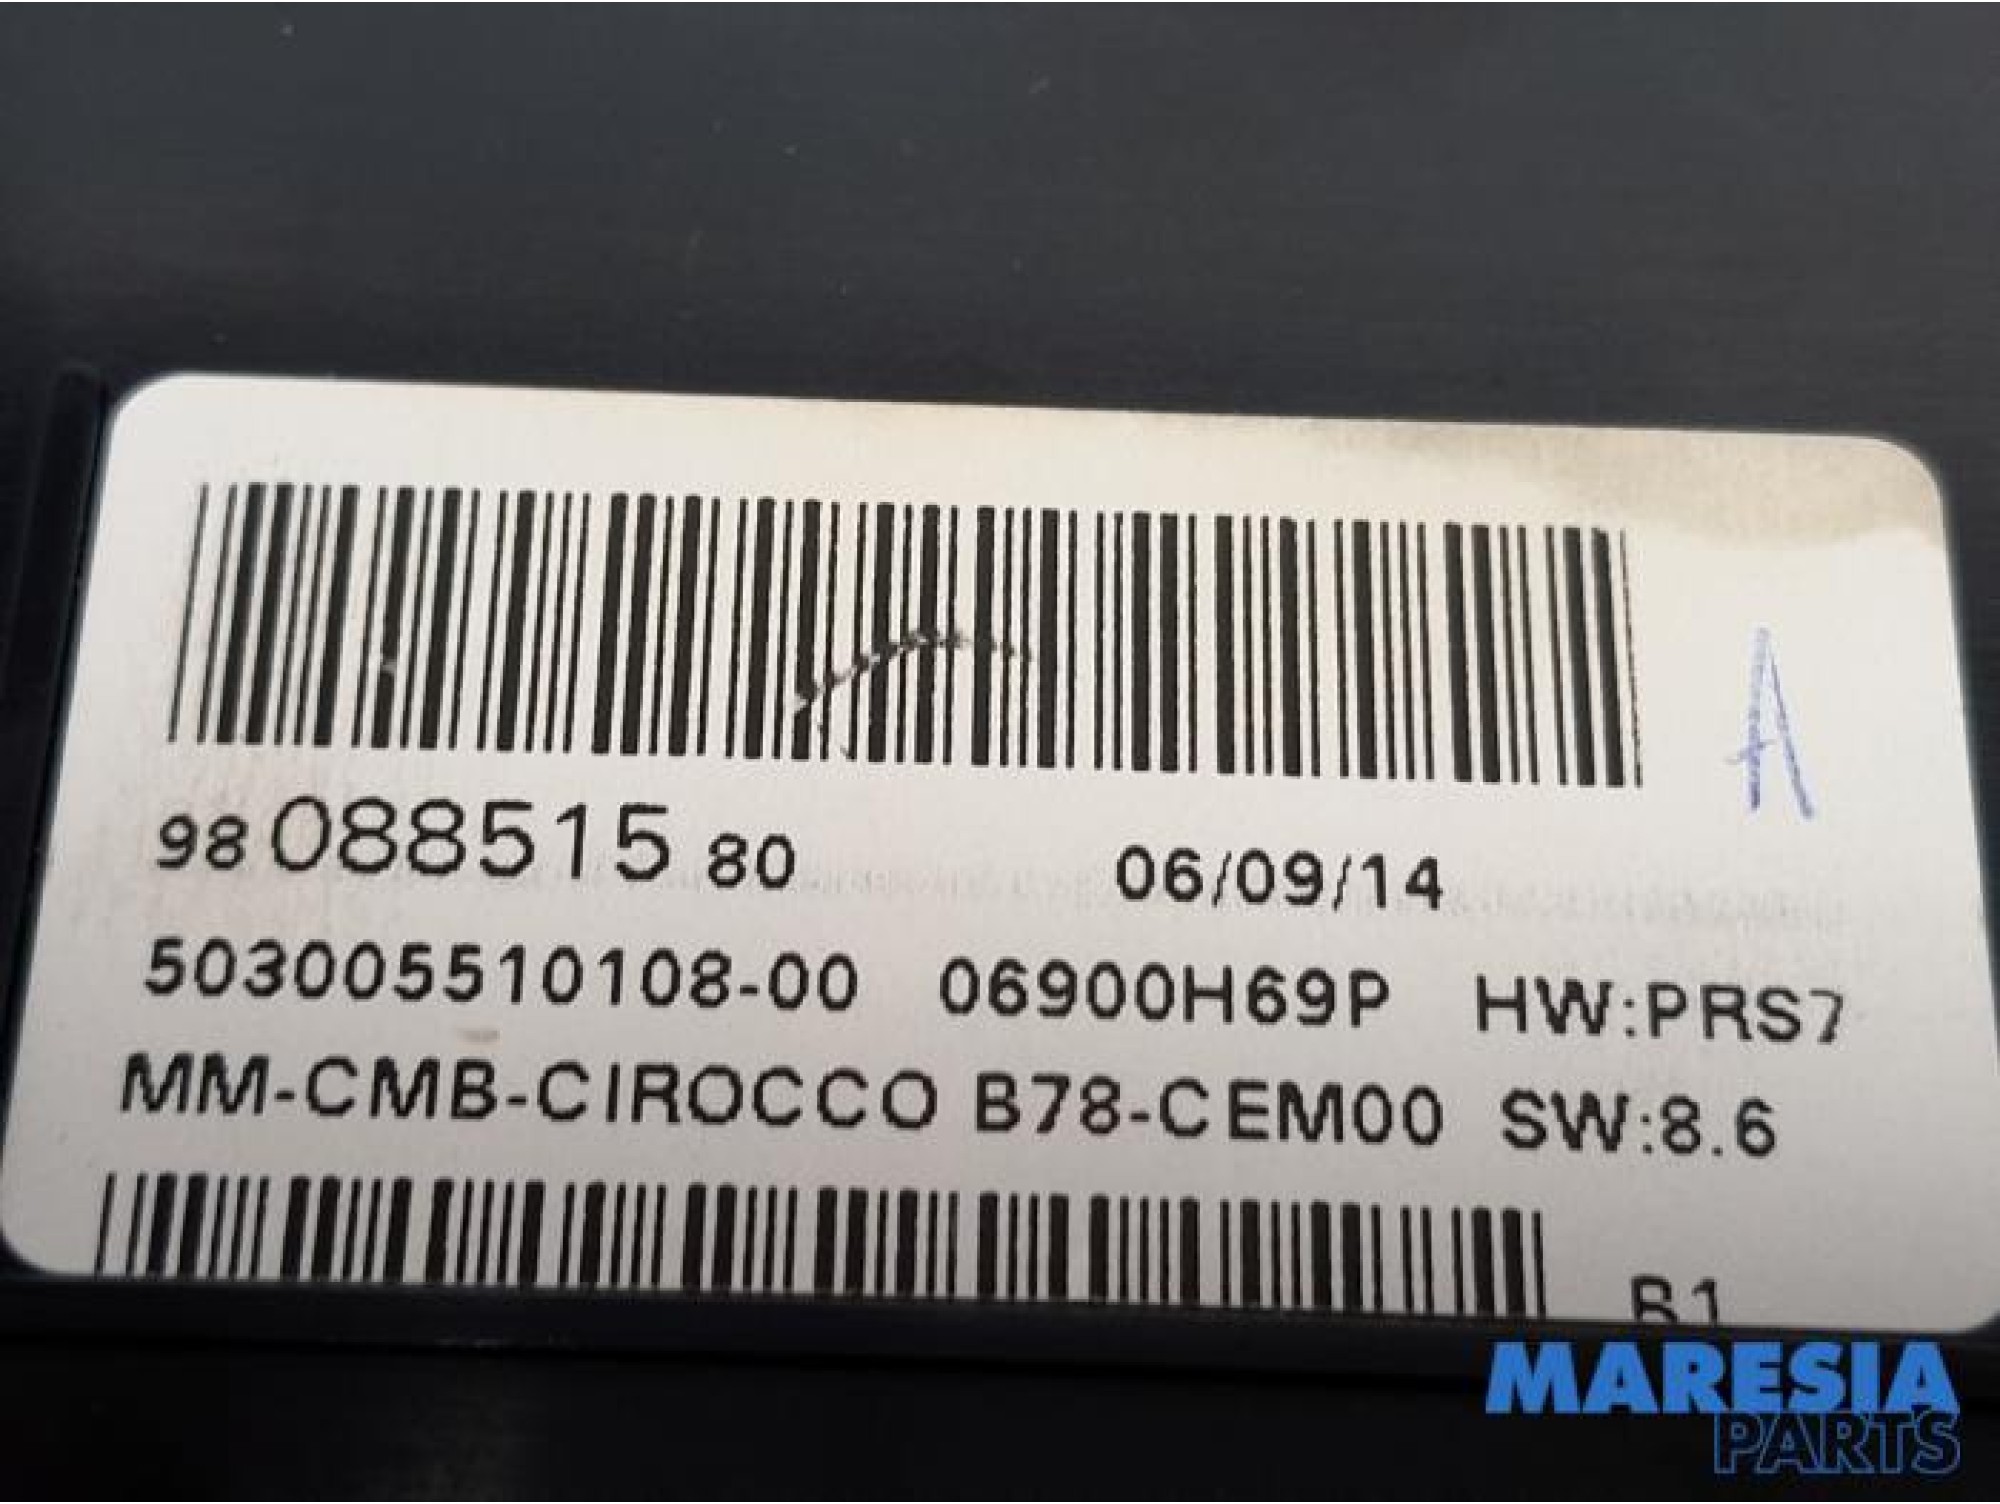 A
98 088515 80 06/09/14
503005510108-00 06900H69P HW:PRS7
MM-CMB-CIROCCO B78-CEM00 SW:8.6
B1
MARESIA
PARTS